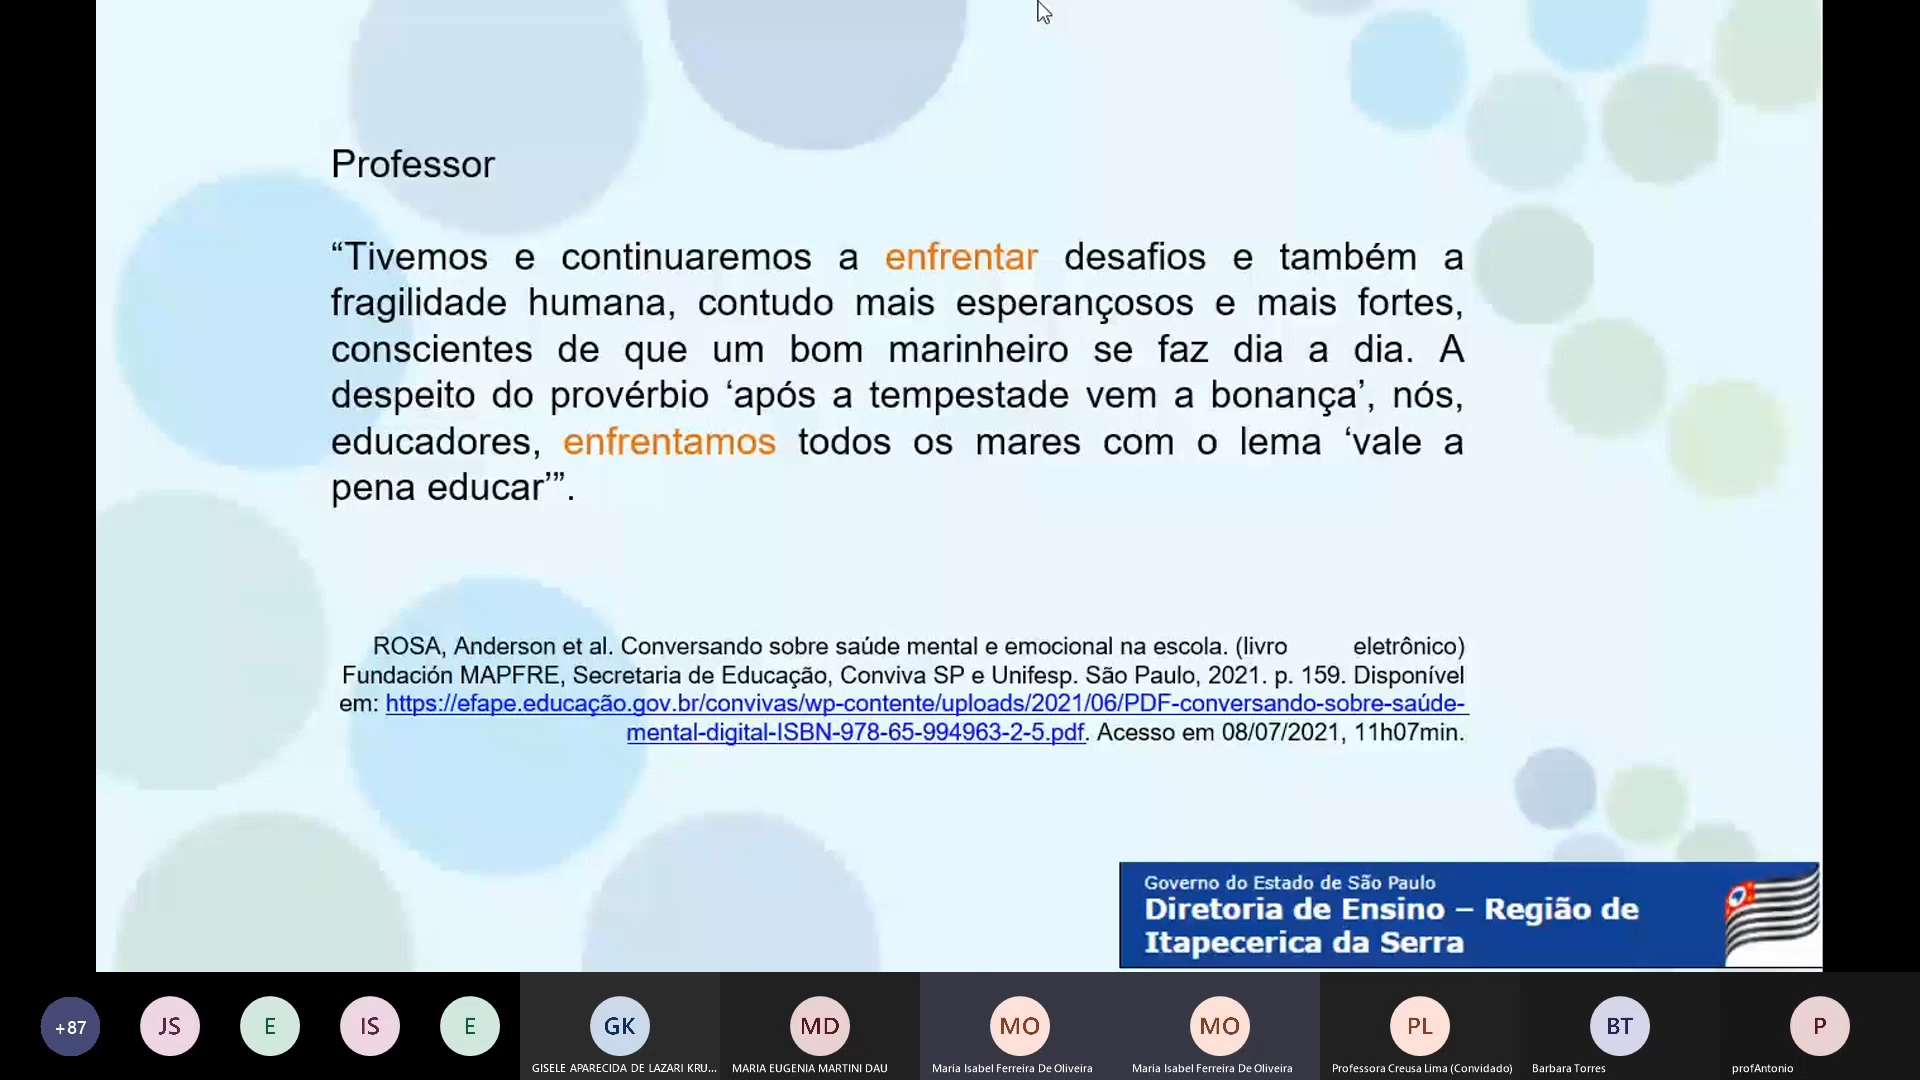 Professor
“Tivemos e continuaremos a enfrentar desafios e também a
fragilidade humana, contudo mais esperançosos e mais fortes,
conscientes de que um bom marinheiro se faz dia a dia. A
despeito do provérbio ‘após a tempestade vem a bonança’, nós,
educadores, enfrentamos todos os mares com o lema ‘vale a
pena educar’”.
ROSA, Anderson et al. Conversando sobre saúde mental e emocional na escola. (livro eletrônico)
Fundación MAPFRE, Secretaria de Educação, Conviva SP e Unifesp. São Paulo, 2021. p. 159. Disponível
em: https://efape.educação.gov.br/convivas/wp-contente/uploads/2021/06/PDF-conversando-sobre-saúde-
mental-digital-ISBN-978-65-994963-2-5.pdf. Acesso em 08/07/2021, 11h07min.
Governo do Estado de São Paulo
Diretoria de Ensino – Região de
Itapecerica da Serra
+87 JS E IS E GK MD MO MO PL BT P
GISELE APARECIDA DE LAZARI KRU... MARIA EUGENIA MARTINI DAU Maria Isabel Ferreira De Oliveira Maria Isabel Ferreira De Oliveira Professora Creusa Lima (Convidado) Barbara Torres profAntonio